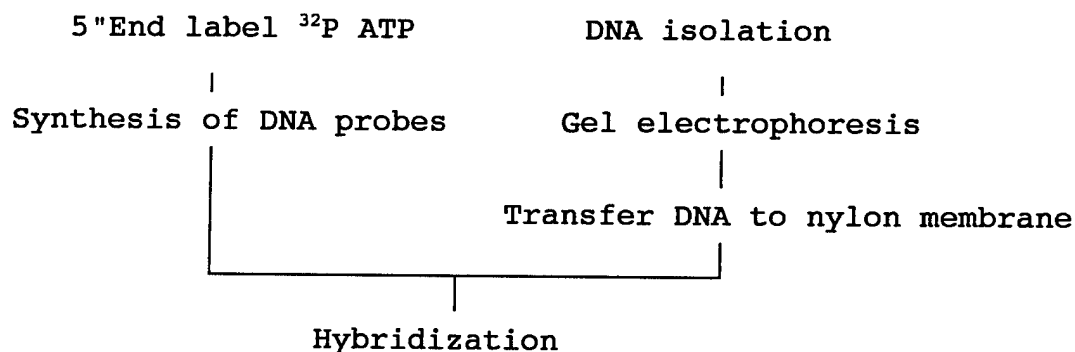 5"End label ³²P ATP DNA isolation
Synthesis of DNA probes Gel electrophoresis
Transfer DNA to nylon membrane
Hybridization